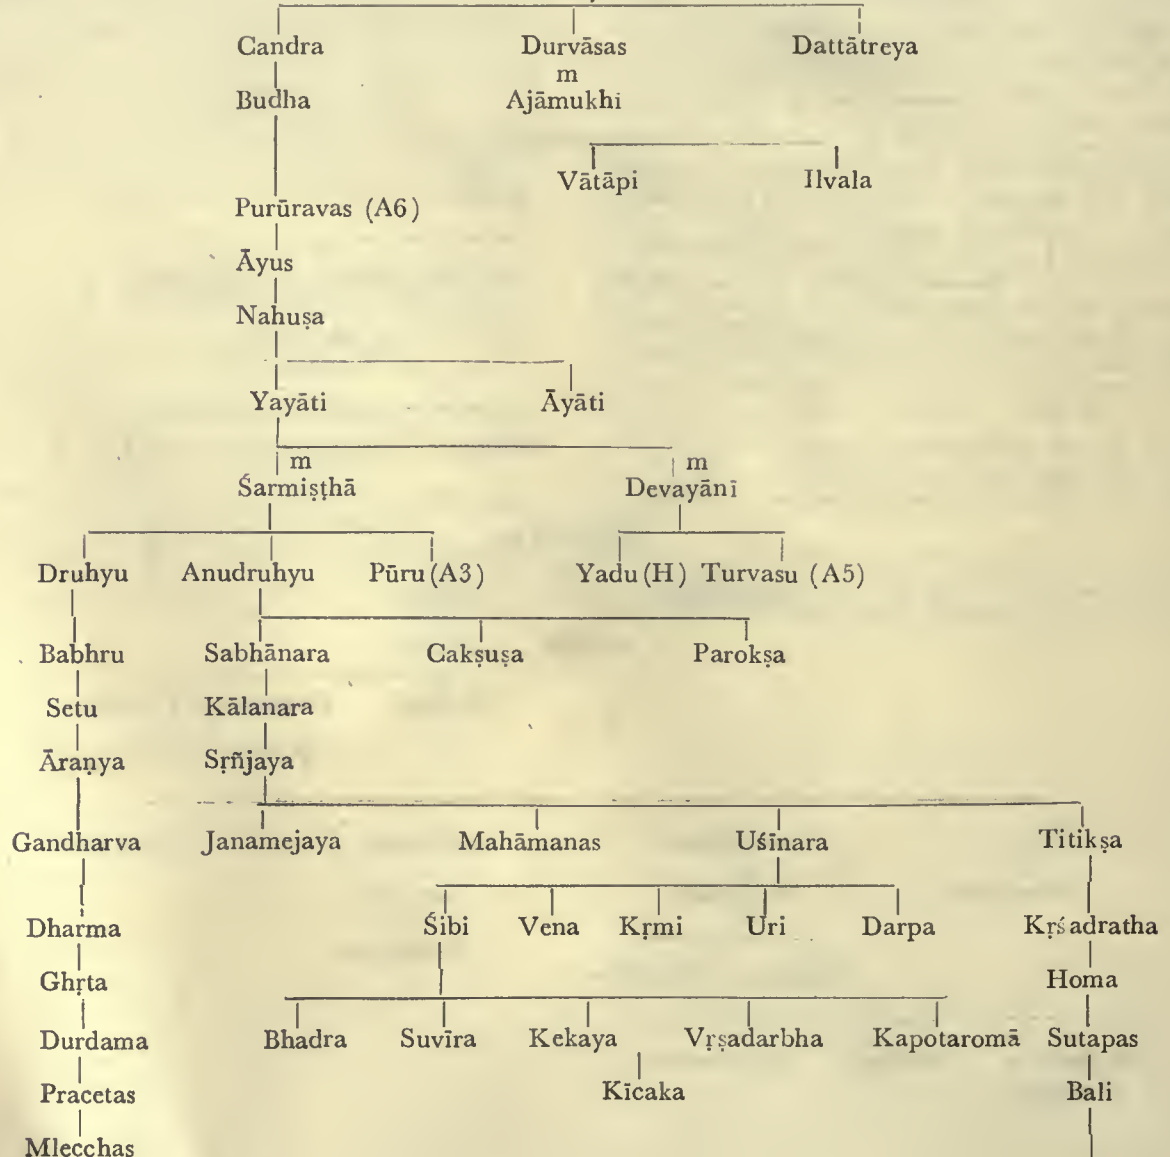 Candra Durvāsas Dattātreya
m
Budha Ajāmukhi
Vātāpi Ilvala
Purūravas (A6)
Āyus
Nahuṣa
Yayāti Āyāti
m m
Śarmiṣṭhā Devayānī
Druhyu Anudruhyu Pūru (A3) Yadu (H) Turvasu (A5)
Babhru Sabhānara Cakṣuṣa Parokṣa
Setu Kālanara
Āraṇya Sṛñjaya
Gandharva Janamejaya Mahāmanas Uśīnara Titikṣa
Dharma Śibi Vena Kṛmi Uri Darpa Kṛśadratha
Ghṛta Homa
Durdama Bhadra Suvīra Kekaya Vṛṣadarbha Kapotaromā Sutapas
Pracetas Kīcaka Bali
Mlecchas